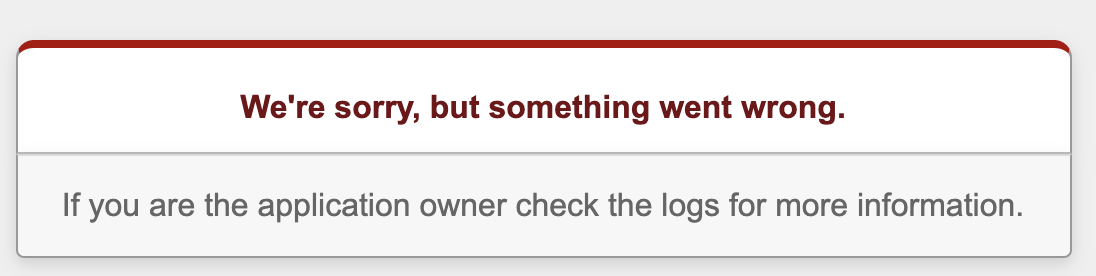 We're sorry, but something went wrong.
If you are the application owner check the logs for more information.